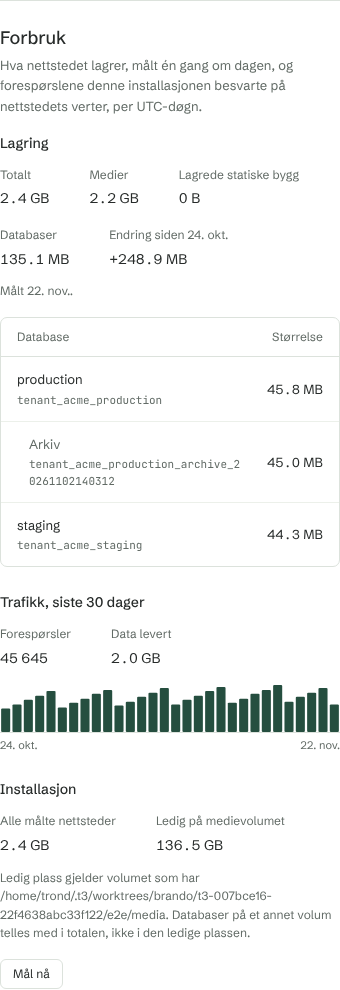 Forbruk
Hva nettstedet lagrer, målt én gang om dagen, og
forespørslene denne installasjonen besvarte på
nettstedets verter, per UTC-døgn.
Lagring
Totalt
Medier
Lagrede statiske bygg
2.4 GB
2.2 GB
0 B
Databaser
Endring siden 24. okt.
135.1 MB
+248.9 MB
Målt 22. nov..
Database
Størrelse
production
tenant_acme_production
45.8 MB
Arkiv
tenant_acme_production_archive_2
0261102140312
45.0 MB
staging
tenant_acme_staging
44.3 MB
Trafikk, siste 30 dager
Forespørsler
Data levert
45 645
2.0 GB
24. okt.
22. nov.
Installasjon
Alle målte nettsteder
Ledig på medievolumet
2.4 GB
136.5 GB
Ledig plass gjelder volumet som har
/home/trond/.t3/worktrees/brando/t3-007bce16-
22f4638abc33f122/e2e/media. Databaser på et annet volum
telles med i totalen, ikke i den ledige plassen.
Mål nå